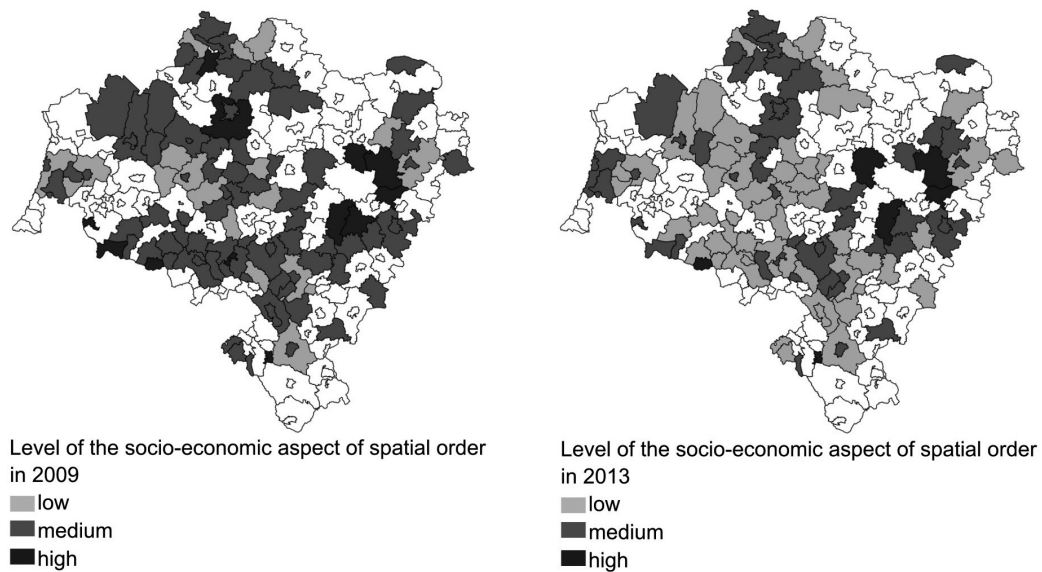 Level of the socio-economic aspect of spatial order
in 2009
low
medium
high
Level of the socio-economic aspect of spatial order
in 2013
low
medium
high